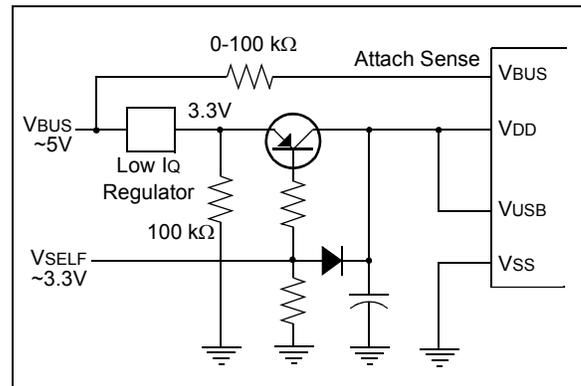 0-100 kΩ
Attach Sense
VBUS
3.3V
VBUS
~5V
VDD
Low IQ
Regulator
VUSB
100 kΩ
VSELF
~3.3V
VSS